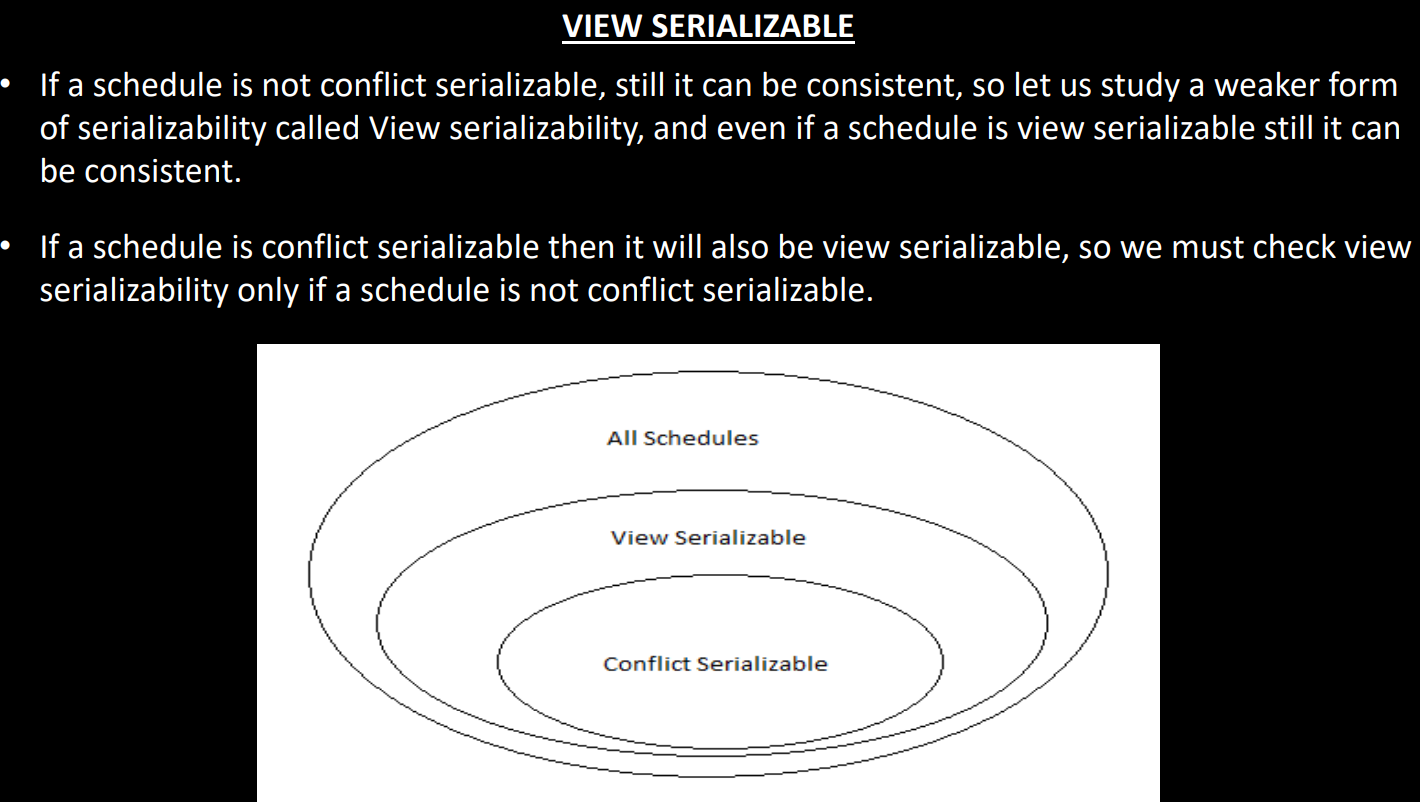 VIEW SERIALIZABLE
• If a schedule is not conflict serializable, still it can be consistent, so let us study a weaker form
of serializability called View serializability, and even if a schedule is view serializable still it can
be consistent.
• If a schedule is conflict serializable then it will also be view serializable, so we must check view
serializability only if a schedule is not conflict serializable.
All Schedules
View Serializable
Conflict Serializable